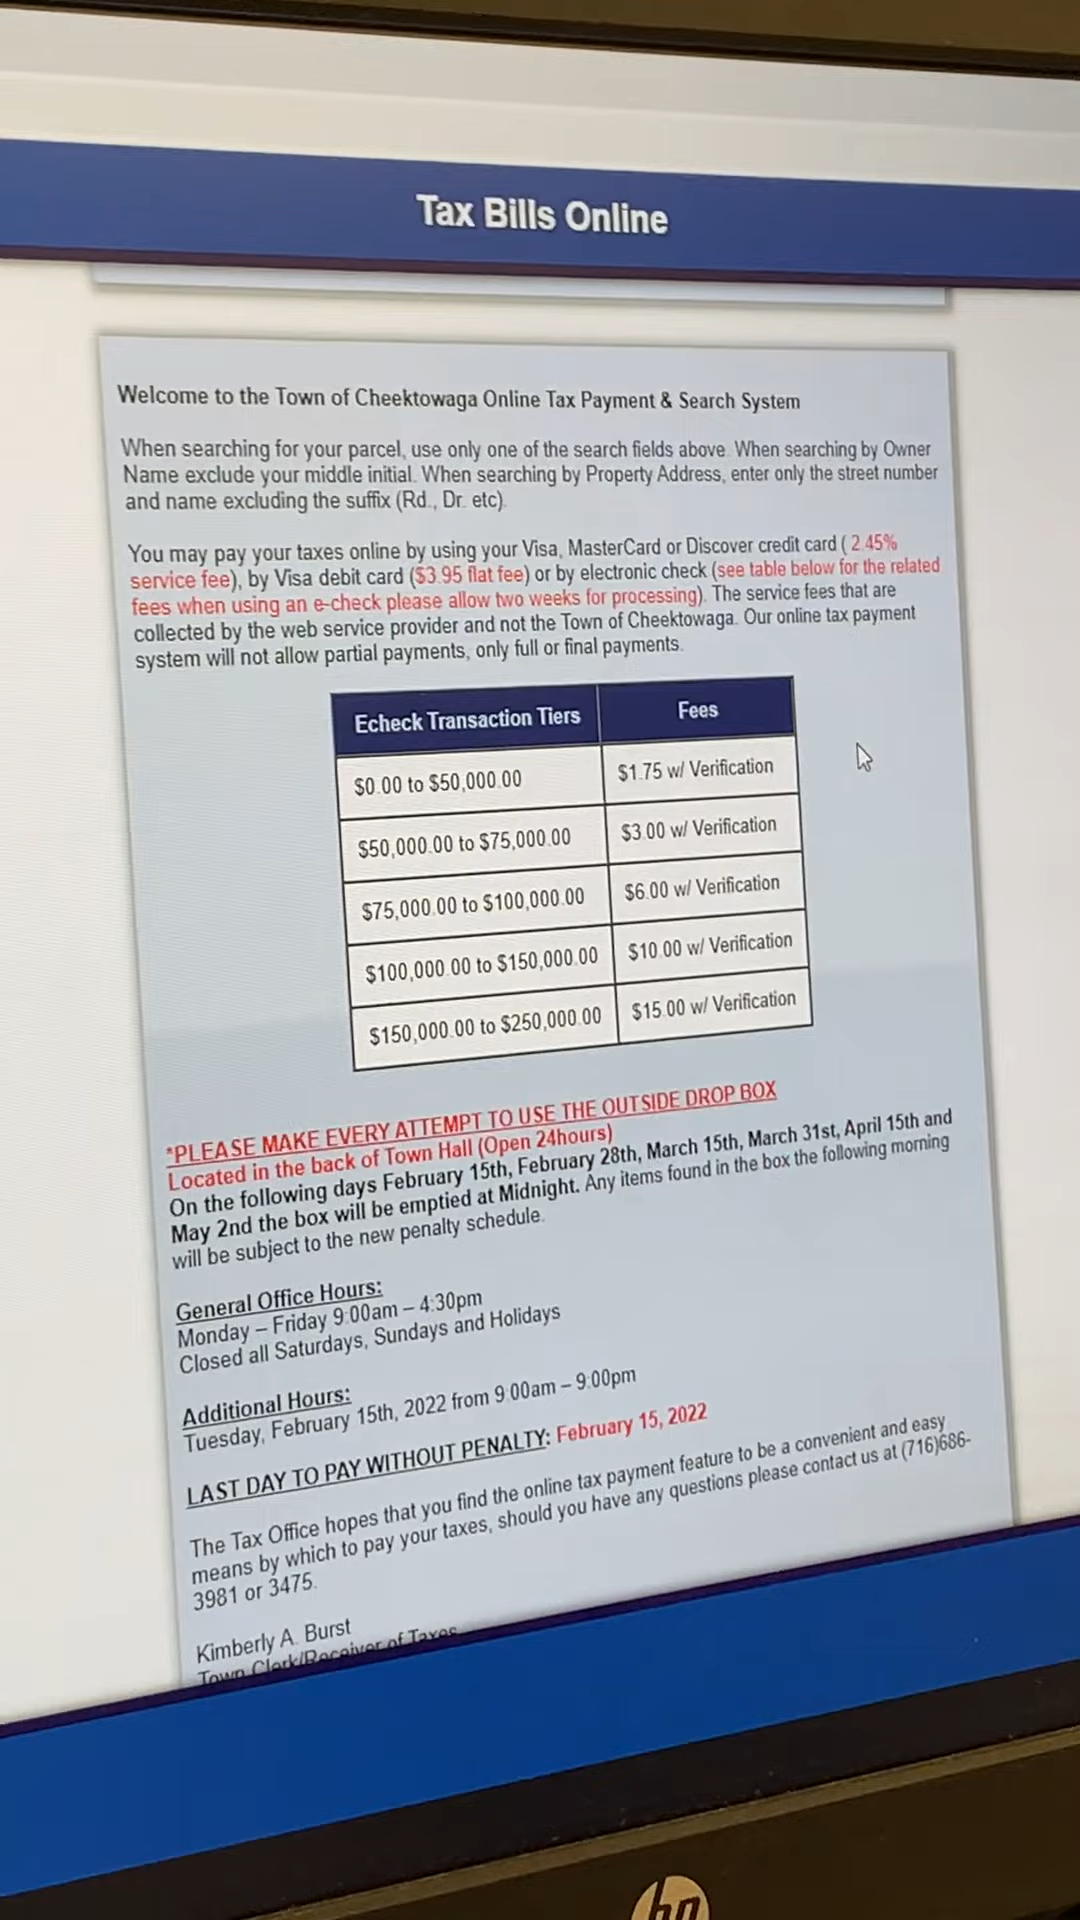 Tax Bills Online
Welcome to the Town of Cheektowaga Online Tax Payment & Search System
When searching for your parcel, use only one of the search fields above. When searching by Owner
Name exclude your middle initial. When searching by Property Address, enter only the street number
and name excluding the suffix (Rd., Dr. etc).
You may pay your taxes online by using your Visa, MasterCard or Discover credit card ( 2.45%
service fee), by Visa debit card ($3.95 flat fee) or by electronic check (see table below for the related
fees when using an e-check please allow two weeks for processing). The service fees that are
collected by the web service provider and not the Town of Cheektowaga. Our online tax payment
system will not allow partial payments, only full or final payments.
Echeck Transaction Tiers Fees
$0.00 to $50,000.00 $1.75 w/ Verification
$50,000.00 to $75,000.00 $3.00 w/ Verification
$75,000.00 to $100,000.00 $6.00 w/ Verification
$100,000.00 to $150,000.00 $10.00 w/ Verification
$150,000.00 to $250,000.00 $15.00 w/ Verification
*PLEASE MAKE EVERY ATTEMPT TO USE THE OUTSIDE DROP BOX
Located in the back of Town Hall (Open 24hours)
On the following days February 15th, February 28th, March 15th, March 31st, April 15th and
May 2nd the box will be emptied at Midnight. Any items found in the box the following morning
will be subject to the new penalty schedule.
General Office Hours:
Monday – Friday 9:00am – 4:30pm
Closed all Saturdays, Sundays and Holidays
Additional Hours:
Tuesday, February 15th, 2022 from 9:00am – 9:00pm
LAST DAY TO PAY WITHOUT PENALTY: February 15, 2022
The Tax Office hopes that you find the online tax payment feature to be a convenient and easy
means by which to pay your taxes, should you have any questions please contact us at (716)686-
3981 or 3475.
Kimberly A. Burst
Town Clerk/Receiver of Taxes
hp